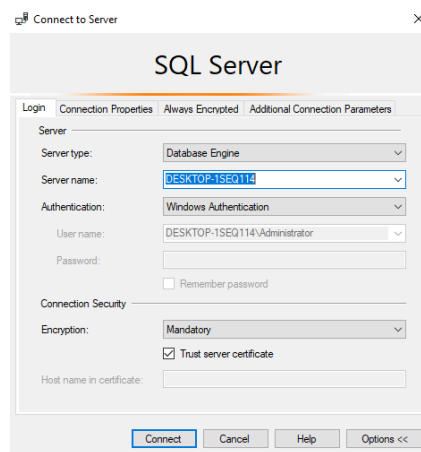 Connect to Server
SQL Server
Login Connection Properties Always Encrypted Additional Connection Parameters
Server
Server type: Database Engine
Server name: DESKTOP-1SEQ114
Authentication: Windows Authentication
User name: DESKTOP-1SEQ114\Administrator
Password:
Remember password
Connection Security
Encryption: Mandatory
Trust server certificate
Host name in certificate:
Connect Cancel Help Options <<